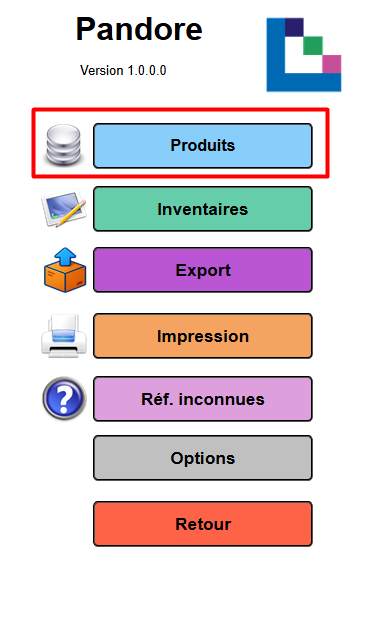 Pandore
Version 1.0.0.0
Produits
Inventaires
Export
Impression
Réf. inconnues
Options
Retour